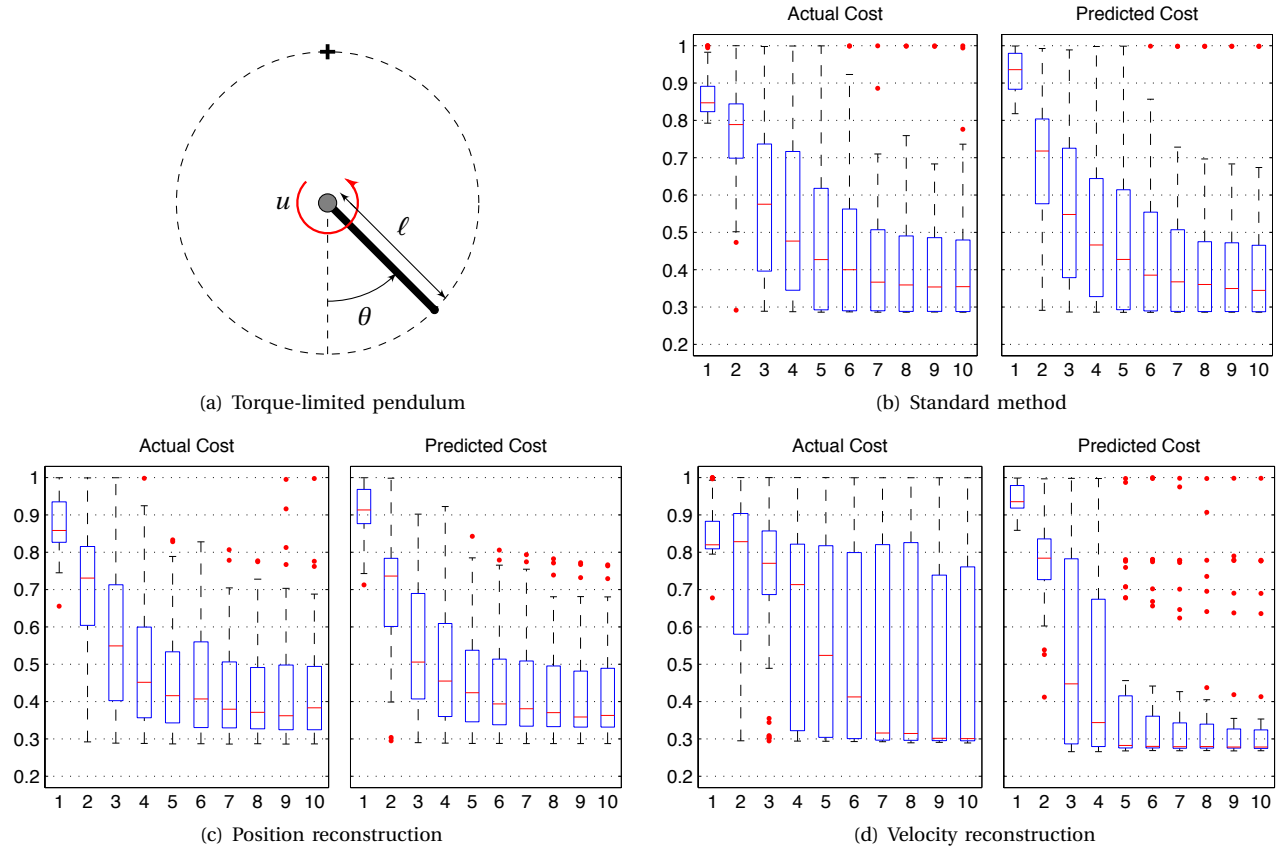 u
ℓ
θ
(a) Torque-limited pendulum
Actual Cost
Predicted Cost
1
0.9
0.8
0.7
0.6
0.5
0.4
0.3
0.2
1 2 3 4 5 6 7 8 9 10
1 2 3 4 5 6 7 8 9 10
(b) Standard method
Actual Cost
Predicted Cost
1
0.9
0.8
0.7
0.6
0.5
0.4
0.3
0.2
1 2 3 4 5 6 7 8 9 10
1 2 3 4 5 6 7 8 9 10
(c) Position reconstruction
Actual Cost
Predicted Cost
1
0.9
0.8
0.7
0.6
0.5
0.4
0.3
0.2
1 2 3 4 5 6 7 8 9 10
1 2 3 4 5 6 7 8 9 10
(d) Velocity reconstruction